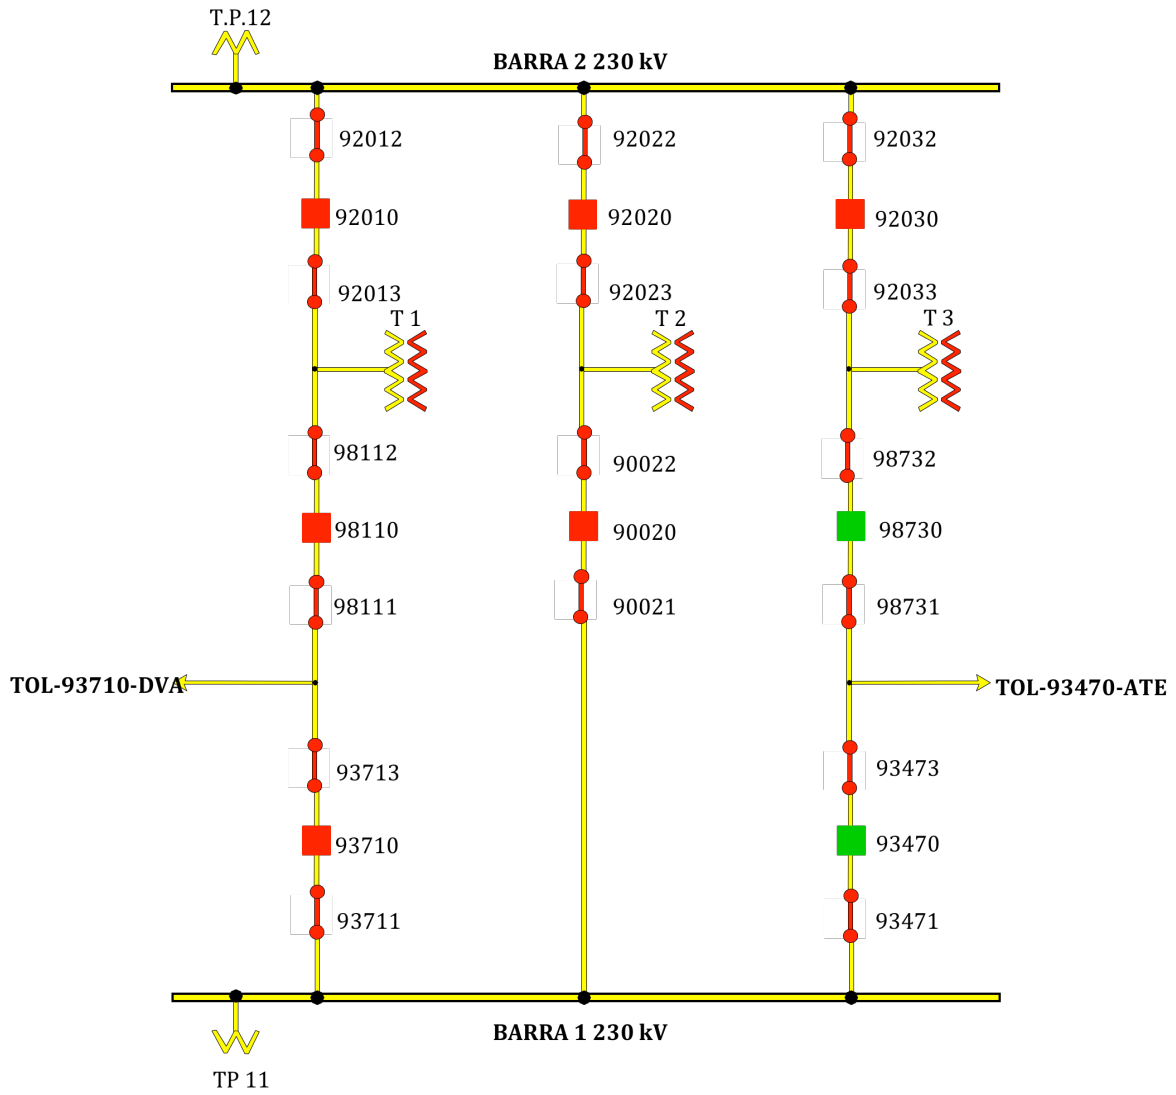 T.P.12
BARRA 2 230 kV
92012 92022 92032
92010 92020 92030
92013 92023 92033
T 1 T 2 T 3
98112 90022 98732
98110 90020 98730
98111 90021 98731
TOL-93710-DVA TOL-93470-ATE
93713 93473
93710 93470
93711 93471
BARRA 1 230 kV
TP 11